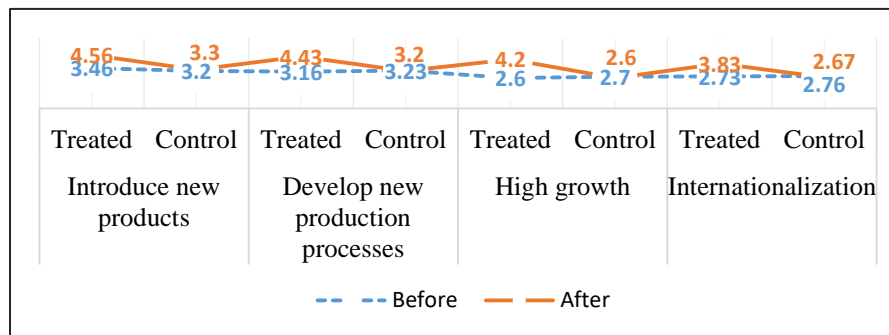 4.56 3.3 4.43 3.2 4.2 2.6 3.83 2.67
3.46 3.2 3.16 3.23 2.6 2.7 2.73 2.76
Treated Control Treated Control Treated Control Treated Control
Introduce new Develop new High growth Internationalization
products production
processes
Before After